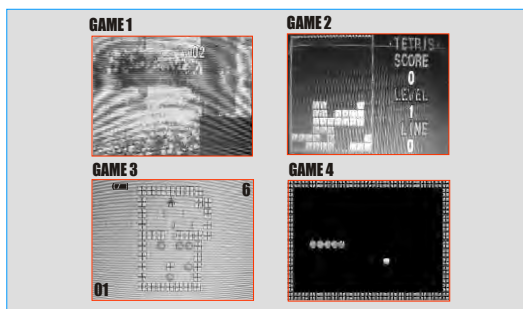 GAME 1
GAME 2
02
TETRIS
SCORE
0
LEVEL
1
LINE
0
GAME 3
GAME 4
6
01